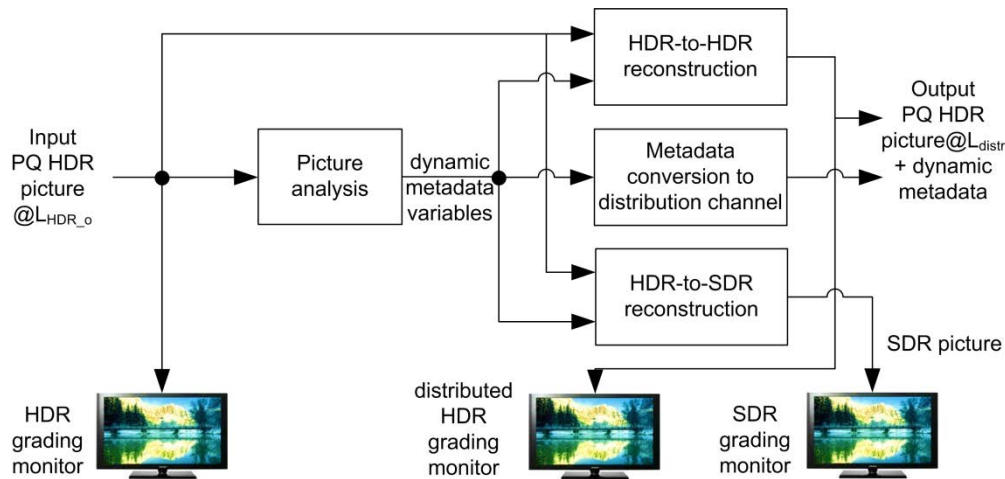 HDR-to-HDR
reconstruction
Input
PQ HDR
picture
@L_HDR_o
Picture
analysis
dynamic
metadata
variables
Metadata
conversion to
distribution channel
Output
PQ HDR
picture@L_distr
+ dynamic
metadata
HDR-to-SDR
reconstruction
SDR picture
HDR
grading
monitor
distributed
HDR
grading
monitor
SDR
grading
monitor